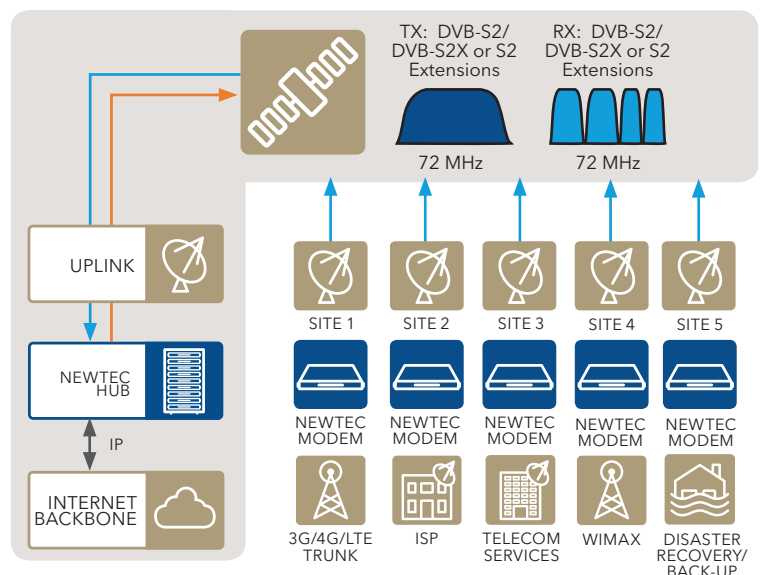 TX: DVB-S2/
DVB-S2X or S2
Extensions
RX: DVB-S2/
DVB-S2X or S2
Extensions
72 MHz
72 MHz
UPLINK
NEWTEC
HUB
IP
INTERNET
BACKBONE
SITE 1
SITE 2
SITE 3
SITE 4
SITE 5
NEWTEC
MODEM
NEWTEC
MODEM
NEWTEC
MODEM
NEWTEC
MODEM
NEWTEC
MODEM
3G/4G/LTE
TRUNK
ISP
TELECOM
SERVICES
WIMAX
DISASTER
RECOVERY/
BACK-UP